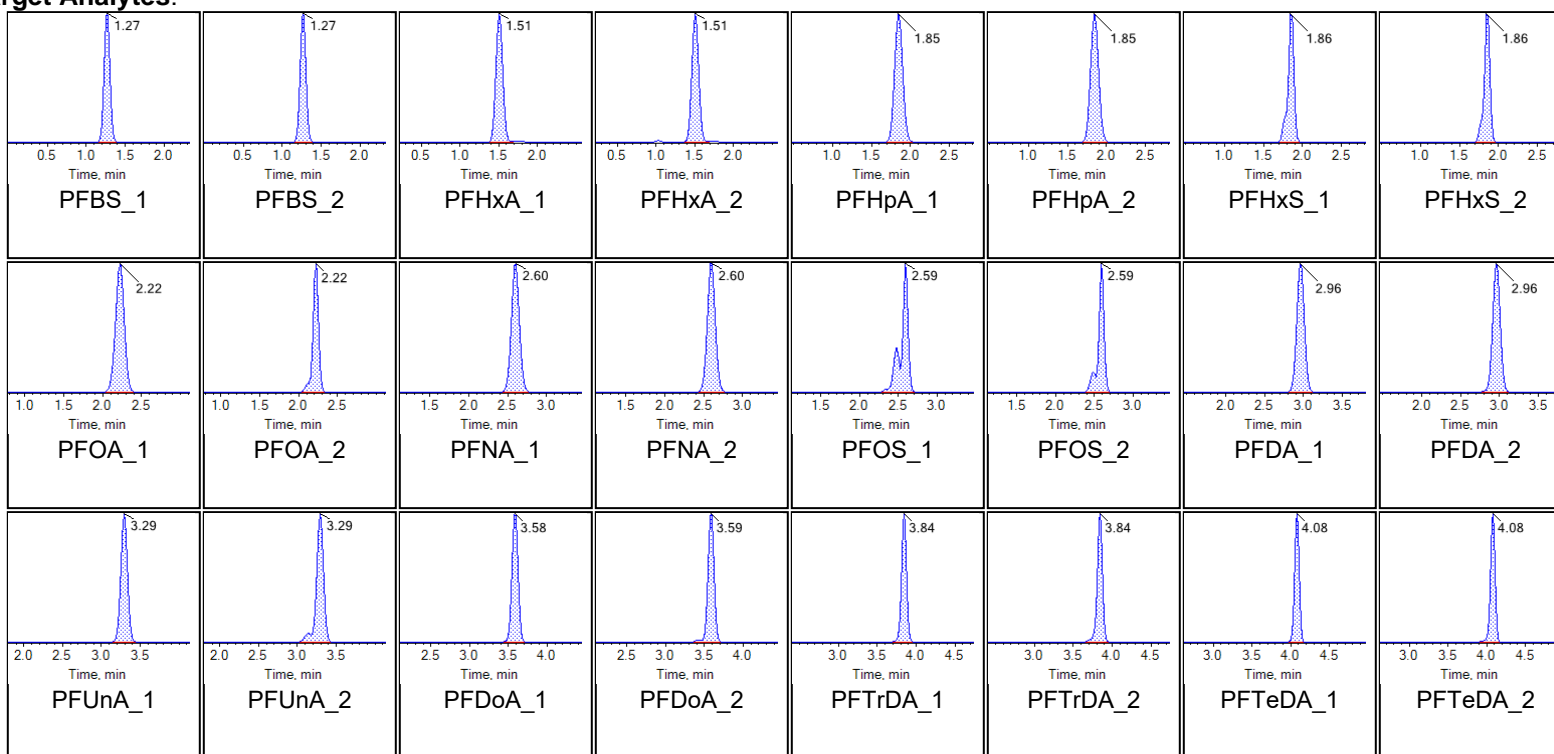 rget Analytes:
1.27 1.27 1.51 1.51 1.85 1.85 1.86 1.86
0.5 1.0 1.5 2.0 0.5 1.0 1.5 2.0 0.5 1.0 1.5 2.0 0.5 1.0 1.5 2.0 1.0 1.5 2.0 2.5 1.0 1.5 2.0 2.5 1.0 1.5 2.0 2.5 1.0 1.5 2.0 2.5
Time, min Time, min Time, min Time, min Time, min Time, min Time, min Time, min
PFBS_1 PFBS_2 PFHxA_1 PFHxA_2 PFHpA_1 PFHpA_2 PFHxS_1 PFHxS_2
2.22 2.22 2.60 2.60 2.59 2.59 2.96 2.96
1.0 1.5 2.0 2.5 1.0 1.5 2.0 2.5 1.5 2.0 2.5 3.0 1.5 2.0 2.5 3.0 1.5 2.0 2.5 3.0 1.5 2.0 2.5 3.0 2.0 2.5 3.0 3.5 2.0 2.5 3.0 3.5
Time, min Time, min Time, min Time, min Time, min Time, min Time, min Time, min
PFOA_1 PFOA_2 PFNA_1 PFNA_2 PFOS_1 PFOS_2 PFDA_1 PFDA_2
3.29 3.29 3.58 3.59 3.84 3.84 4.08 4.08
2.0 2.5 3.0 3.5 2.0 2.5 3.0 3.5 2.5 3.0 3.5 4.0 2.5 3.0 3.5 4.0 3.0 3.5 4.0 4.5 3.0 3.5 4.0 4.5 3.0 3.5 4.0 4.5 3.0 3.5 4.0 4.5
Time, min Time, min Time, min Time, min Time, min Time, min Time, min Time, min
PFUnA_1 PFUnA_2 PFDoA_1 PFDoA_2 PFTrDA_1 PFTrDA_2 PFTeDA_1 PFTeDA_2